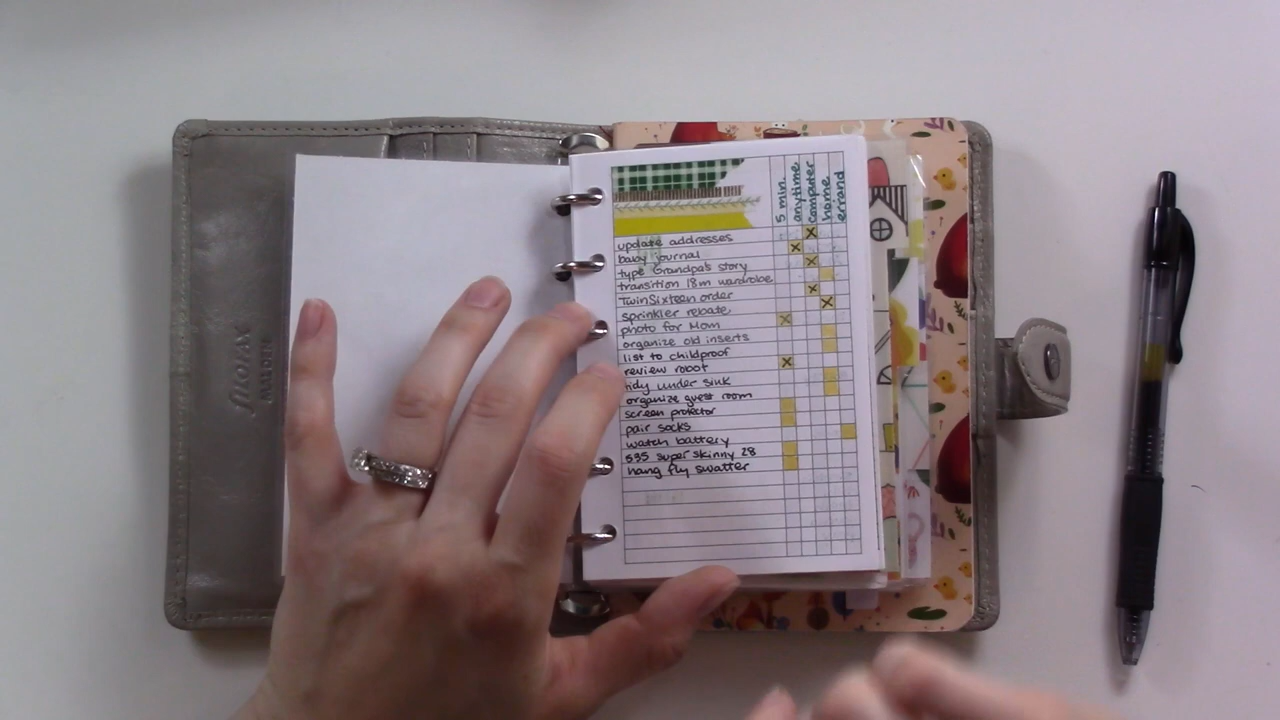 filofax
MALDEN
5 min.
anytime
computer
home
errand
update addresses
baby journal
type Grandpa's story
transition 18m wardrobe
TwinSixteen order
sprinkler rebate
photo for Mom
organize old inserts
list to childproof
review robot
tidy under sink
organize guest room
screen protector
pair socks
watch battery
535 super skinny 28
hang fly swatter